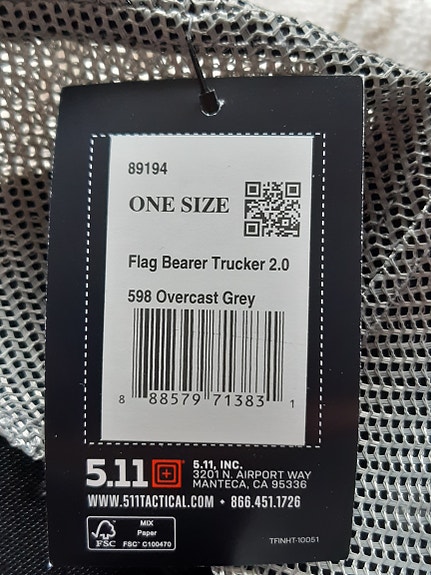 89194
ONE SIZE
Flag Bearer Trucker 2.0
598 Overcast Grey
8 88579 71383 1
5.11
5.11, INC.
3201 N. AIRPORT WAY
MANTECA, CA 95336
WWW.511TACTICAL.COM • 866.451.1726
FSC
MIX
Paper
FSC™ C100470
TFINHT-10051